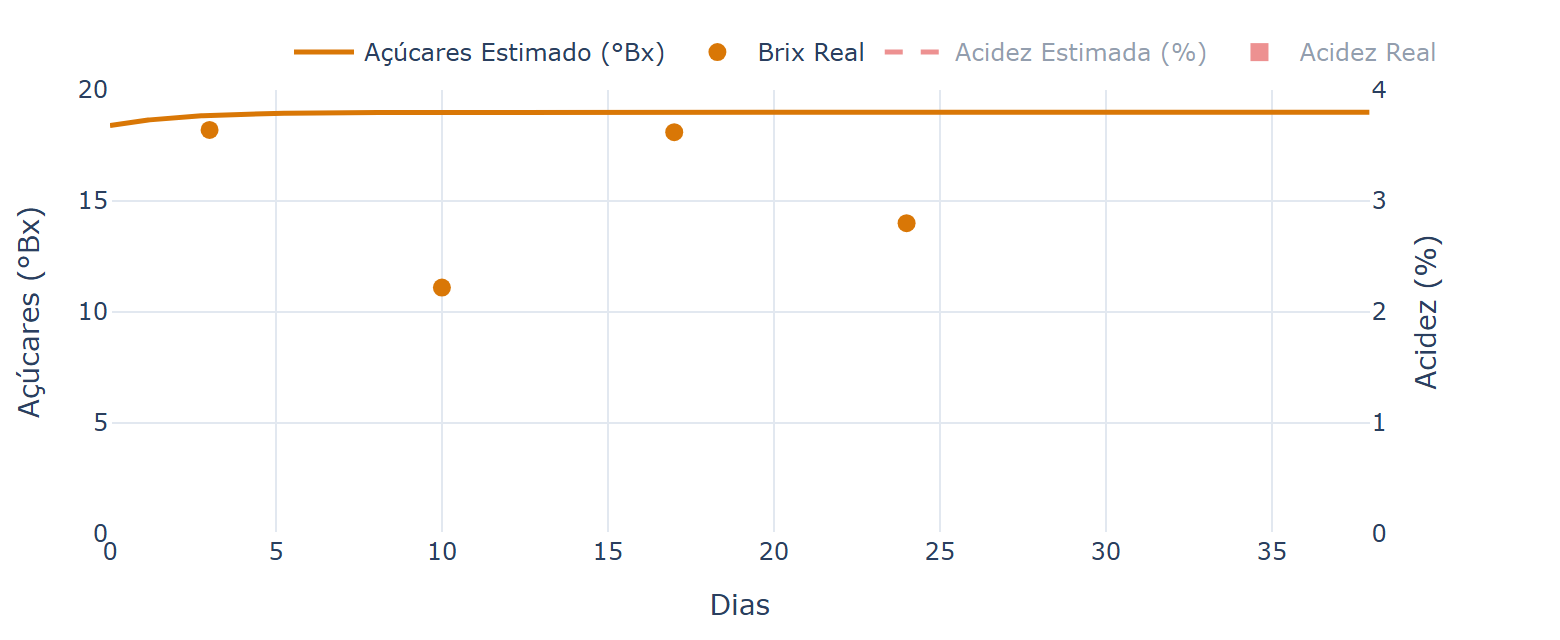 Açúcares Estimado (°Bx) Brix Real Acidez Estimada (%) Acidez Real
20 4
15 3
10 2
5 1
0 0
0 5 10 15 20 25 30 35
Açúcares (°Bx)
Acidez (%)
Dias